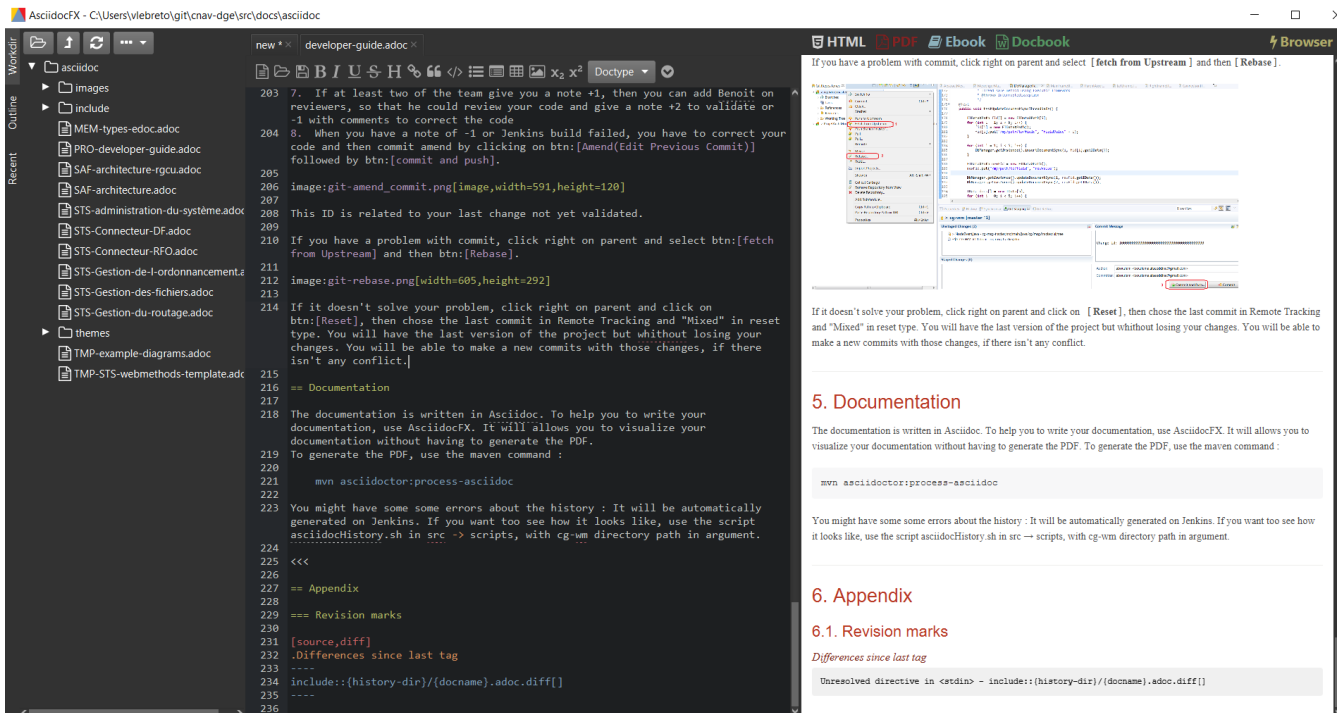 AsciidocFX - C:\Users\vlebreto\git\cnav-dge\src\docs\asciidoc
Workdir
Outline
Recent
asciidoc
images
include
MEM-types-edoc.adoc
PRO-developer-guide.adoc
SAF-architecture-rgcu.adoc
SAF-architecture.adoc
STS-administration-du-système.adoc
STS-Connecteur-DF.adoc
STS-Connecteur-RFO.adoc
STS-Gestion-de-l-ordonnancement.a
STS-Gestion-des-fichiers.adoc
STS-Gestion-du-routage.adoc
themes
TMP-example-diagrams.adoc
TMP-STS-webmethods-template.adc
new * ×
developer-guide.adoc ×
B I U S H </> x₂ x² Doctype
203 7. If at least two of the team give you a note +1, then you can add Benoit on
reviewers, so that he could review your code and give a note +2 to validate
-1 with comments to correct the code
204 8. When you have a note of -1 or Jenkins build failed, you have to correct your
code and then commit amend by clicking on btn:[Amend(Edit Previous Commit)]
followed by btn:[commit and push].
205
206 image:git-amend_commit.png[image,width=591,height=120]
207
208 This ID is related to your last change not yet validated.
209
210 If you have a problem with commit, click right on parent and select btn:[fetch
from Upstream] and then btn:[Rebase].
211
212 image:git-rebase.png[width=605,height=292]
213
214 If it doesn't solve your problem, click right on parent and click on
btn:[Reset], then chose the last commit in Remote Tracking and "Mixed" in reset
type. You will have the last version of the project but whithout losing your
changes. You will be able to make a new commits with those changes, if there
isn't any conflict.
215
216 == Documentation
217
218 The documentation is written in Asciidoc. To help you to write your
documentation, use AsciidocFX. It will allows you to visualize your
documentation without having to generate the PDF.
219 To generate the PDF, use the maven command :
220
221 mvn asciidoctor:process-asciidoc
222
223 You might have some some errors about the history : It will be automatically
generated on Jenkins. If you want too see how it looks like, use the script
asciidocHistory.sh in src -> scripts, with cg-wm directory path in argument.
224
225 <<<
226
227 == Appendix
228
229 === Revision marks
230
231 [source,diff]
232 .Differences since last tag
233 ----
234 include::{history-dir}/{docname}.adoc.diff[]
235 ----
236
HTML PDF Ebook Docbook Browser
If you have a problem with commit, click right on parent and select [fetch from Upstream ] and then [Rebase].
If it doesn't solve your problem, click right on parent and click on [Reset], then chose the last commit in Remote Tracking
and "Mixed" in reset type. You will have the last version of the project but whithout losing your changes. You will be able to
make a new commits with those changes, if there isn't any conflict.
5. Documentation
The documentation is written in Asciidoc. To help you to write your documentation, use AsciidocFX. It will allows you to
visualize your documentation without having to generate the PDF. To generate the PDF, use the maven command :
mvn asciidoctor:process-asciidoc
You might have some some errors about the history : It will be automatically generated on Jenkins. If you want too see how
it looks like, use the script asciidocHistory.sh in src → scripts, with cg-wm directory path in argument.
6. Appendix
6.1. Revision marks
Differences since last tag
Unresolved directive in <stdin> - include::{history-dir}/{docname}.adoc.diff[]